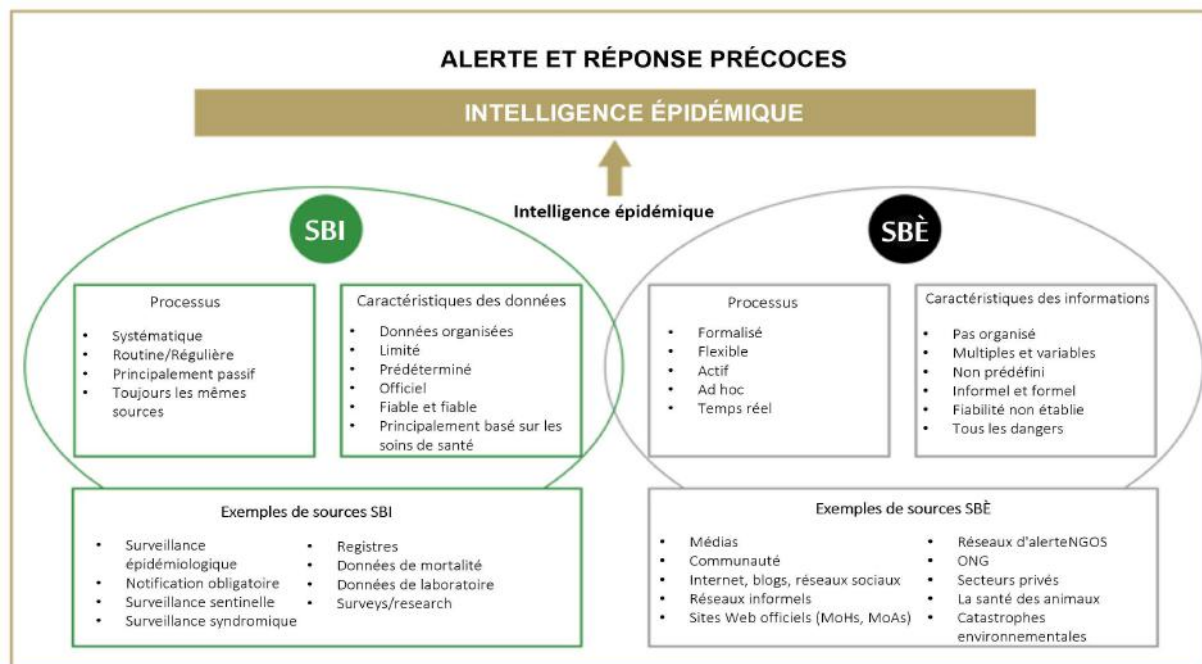 ALERTE ET RÉPONSE PRÉCOCES
INTELLIGENCE ÉPIDÉMIQUE
Intelligence épidémique
SBI
Processus
• Systématique
• Routine/Régulière
• Principalement passif
• Toujours les mêmes
sources
Caractéristiques des données
• Données organisées
• Limité
• Prédéterminé
• Officiel
• Fiable et fiable
• Principalement basé sur les
soins de santé
Exemples de sources SBI
• Surveillance
épidémiologique
• Notification obligatoire
• Surveillance sentinelle
• Surveillance syndromique
• Registres
• Données de mortalité
• Données de laboratoire
• Surveys/research
SBÈ
Processus
• Formalisé
• Flexible
• Actif
• Ad hoc
• Temps réel
Caractéristiques des informations
• Pas organisé
• Multiples et variables
• Non prédéfini
• Informel et formel
• Fiabilité non établie
• Tous les dangers
Exemples de sources SBÈ
• Médias
• Communauté
• Internet, blogs, réseaux sociaux
• Réseaux informels
• Sites Web officiels (MoHs, MoAs)
• Réseaux d'alerteNGOS
• ONG
• Secteurs privés
• La santé des animaux
• Catastrophes
environnementales